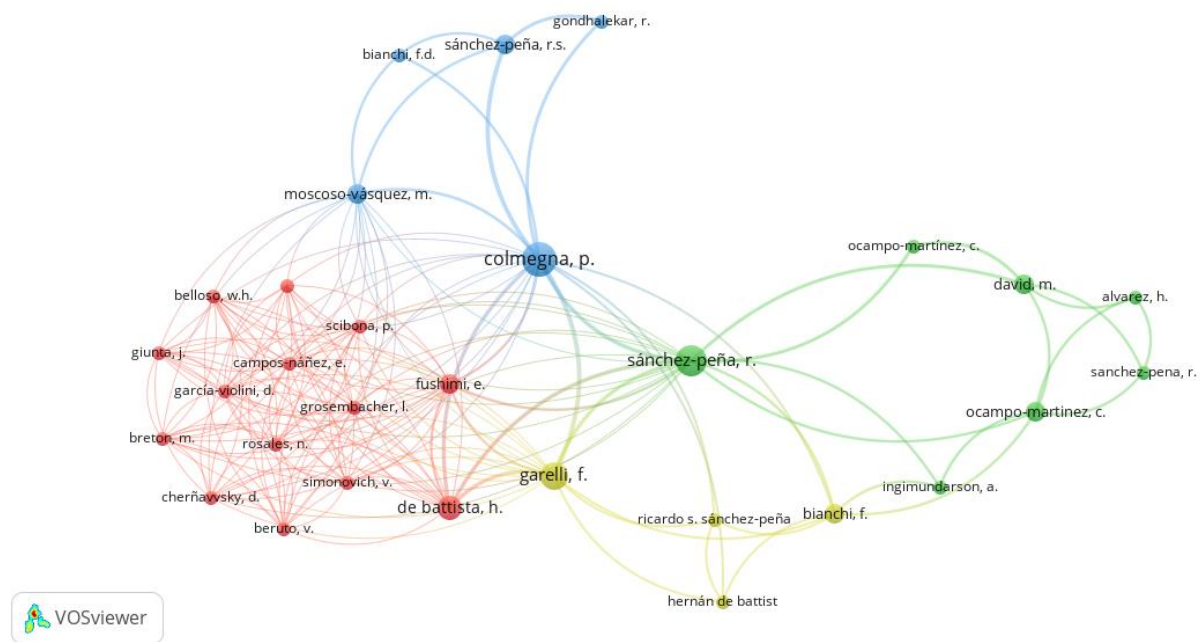 gondhalekar, r.
sánchez-peña, r.s.
bianchi, f.d.
moscoso-vásquez, m.
ocampo-martínez, c.
colmegna, p.
david, m.
alvarez, h.
belloso, w.h.
scibona, p.
giunta, j.
campos-náñez, e.
sánchez-peña, r.
sanchez-pena, r.
fushimi, e.
garcía-violini, d.
grosembacher, l.
ocampo-martinez, c.
breton, m.
rosales, n.
garelli, f.
simonovich, v.
ingimundarson, a.
cherñavvsky, d.
de battista, h.
ricardo s. sánchez-peña
bianchi, f.
beruto, v.
hernán de battist
VOSviewer